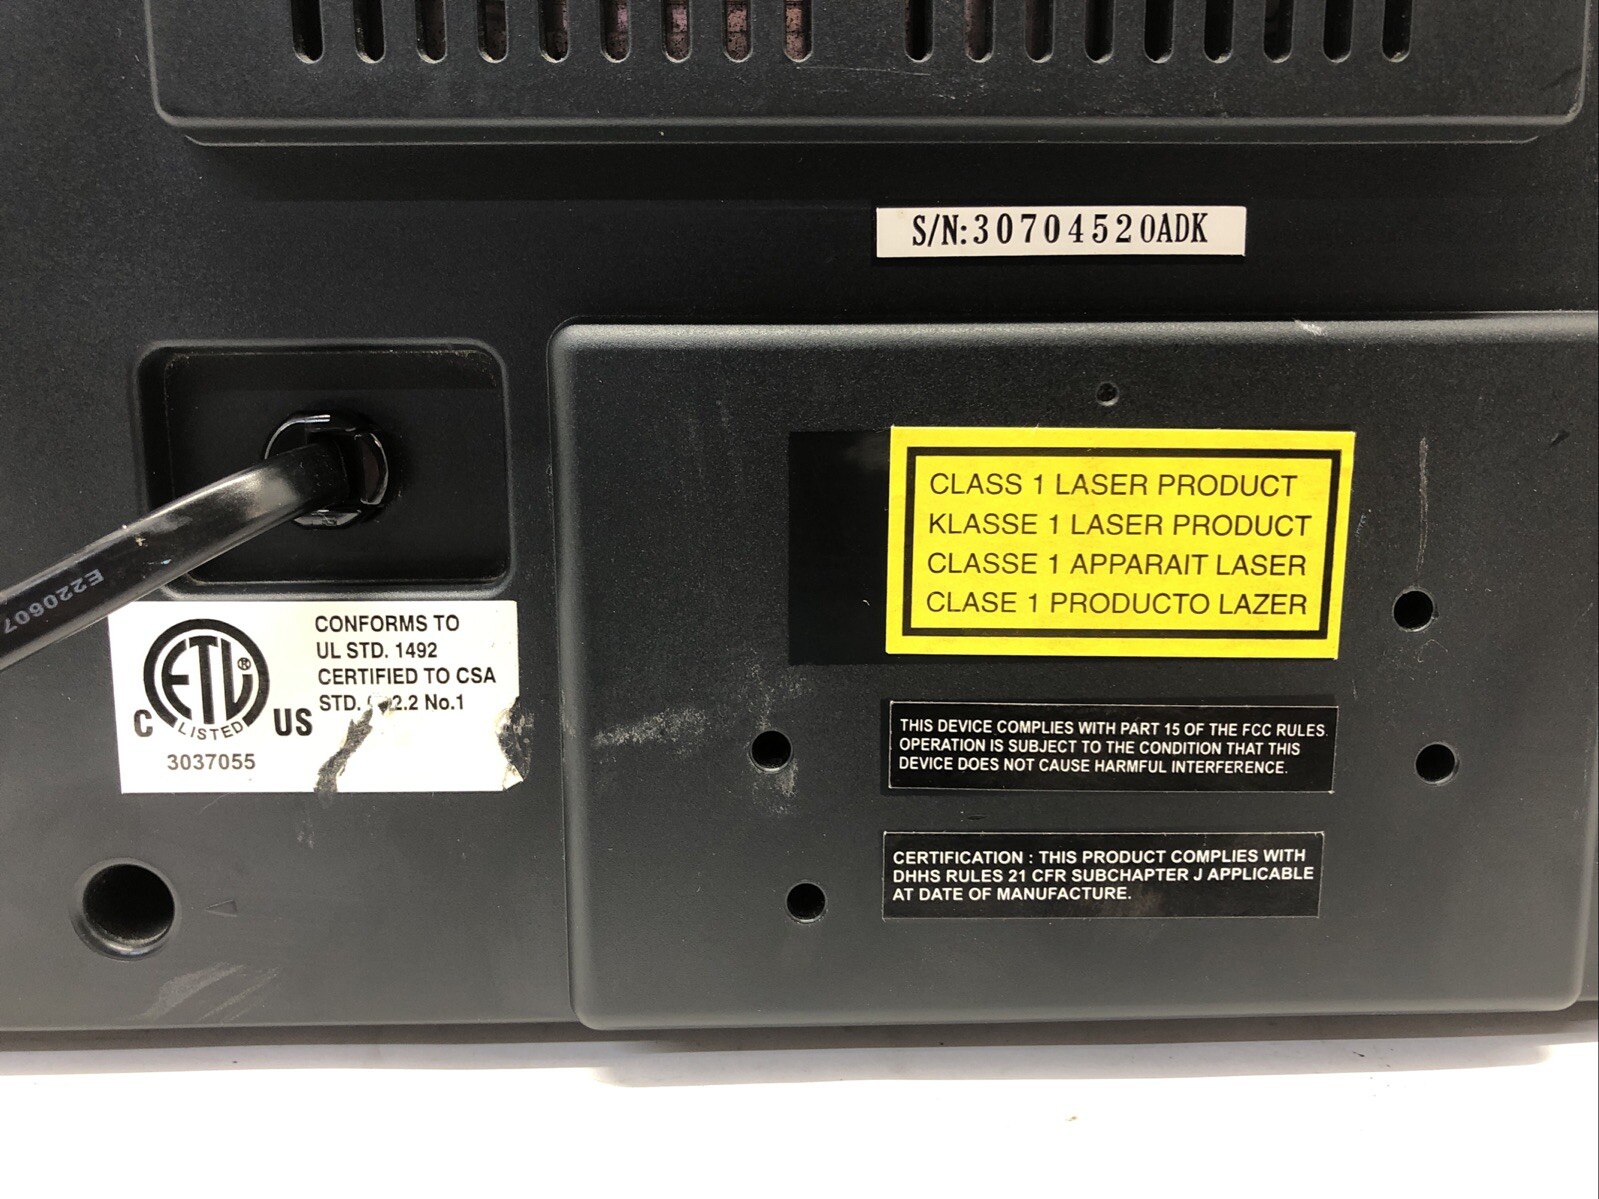 S/N:30704520ADK
CLASS 1 LASER PRODUCT
KLASSE 1 LASER PRODUCT
CLASSE 1 APPARAIT LASER
CLASE 1 PRODUCTO LAZER
E220607
CONFORMS TO
UL STD. 1492
CERTIFIED TO CSA
STD. 2.2 No.1
ETL ®
LISTED
C US
3037055
THIS DEVICE COMPLIES WITH PART 15 OF THE FCC RULES.
OPERATION IS SUBJECT TO THE CONDITION THAT THIS
DEVICE DOES NOT CAUSE HARMFUL INTERFERENCE.
CERTIFICATION : THIS PRODUCT COMPLIES WITH
DHHS RULES 21 CFR SUBCHAPTER J APPLICABLE
AT DATE OF MANUFACTURE.